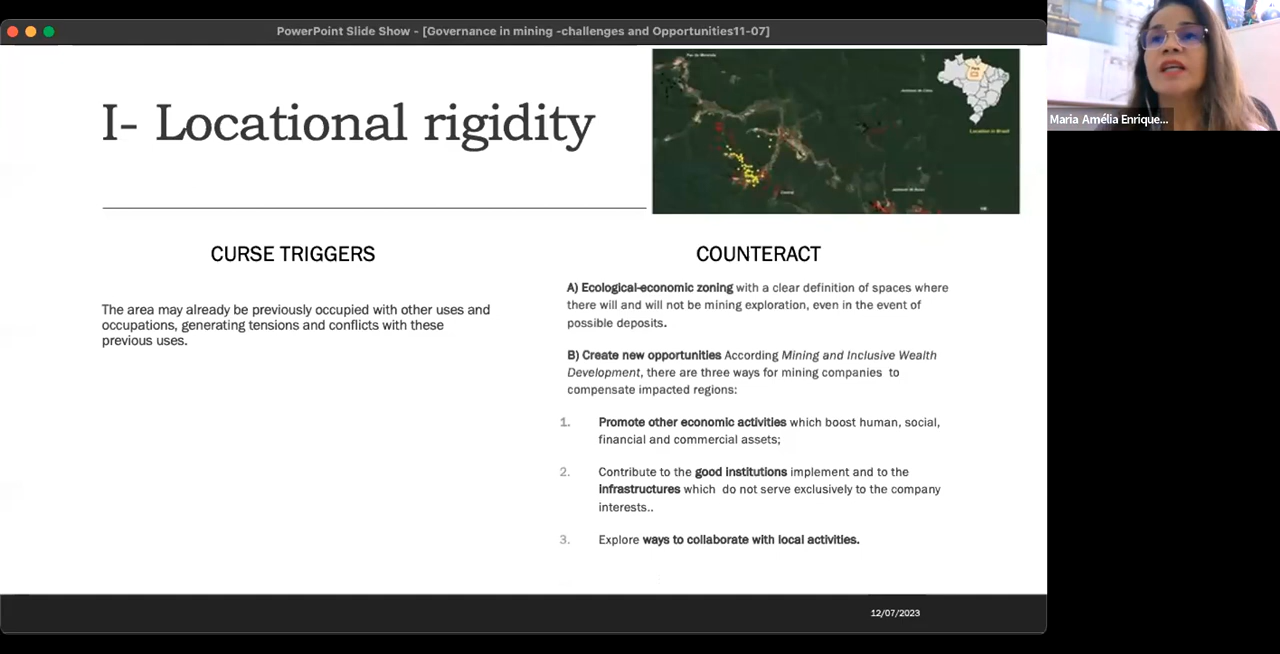 PowerPoint Slide Show - [Governance in mining -challenges and Opportunities11-07]
Maria Amélia Enrique...
I- Locational rigidity
Location in Brazil
CURSE TRIGGERS
The area may already be previously occupied with other uses and
occupations, generating tensions and conflicts with these
previous uses.
COUNTERACT
A) Ecological-economic zoning with a clear definition of spaces where
there will and will not be mining exploration, even in the event of
possible deposits.
B) Create new opportunities According Mining and Inclusive Wealth
Development, there are three ways for mining companies to
compensate impacted regions:
1. Promote other economic activities which boost human, social,
financial and commercial assets;
2. Contribute to the good institutions implement and to the
infrastructures which do not serve exclusively to the company
interests..
3. Explore ways to collaborate with local activities.
12/07/2023